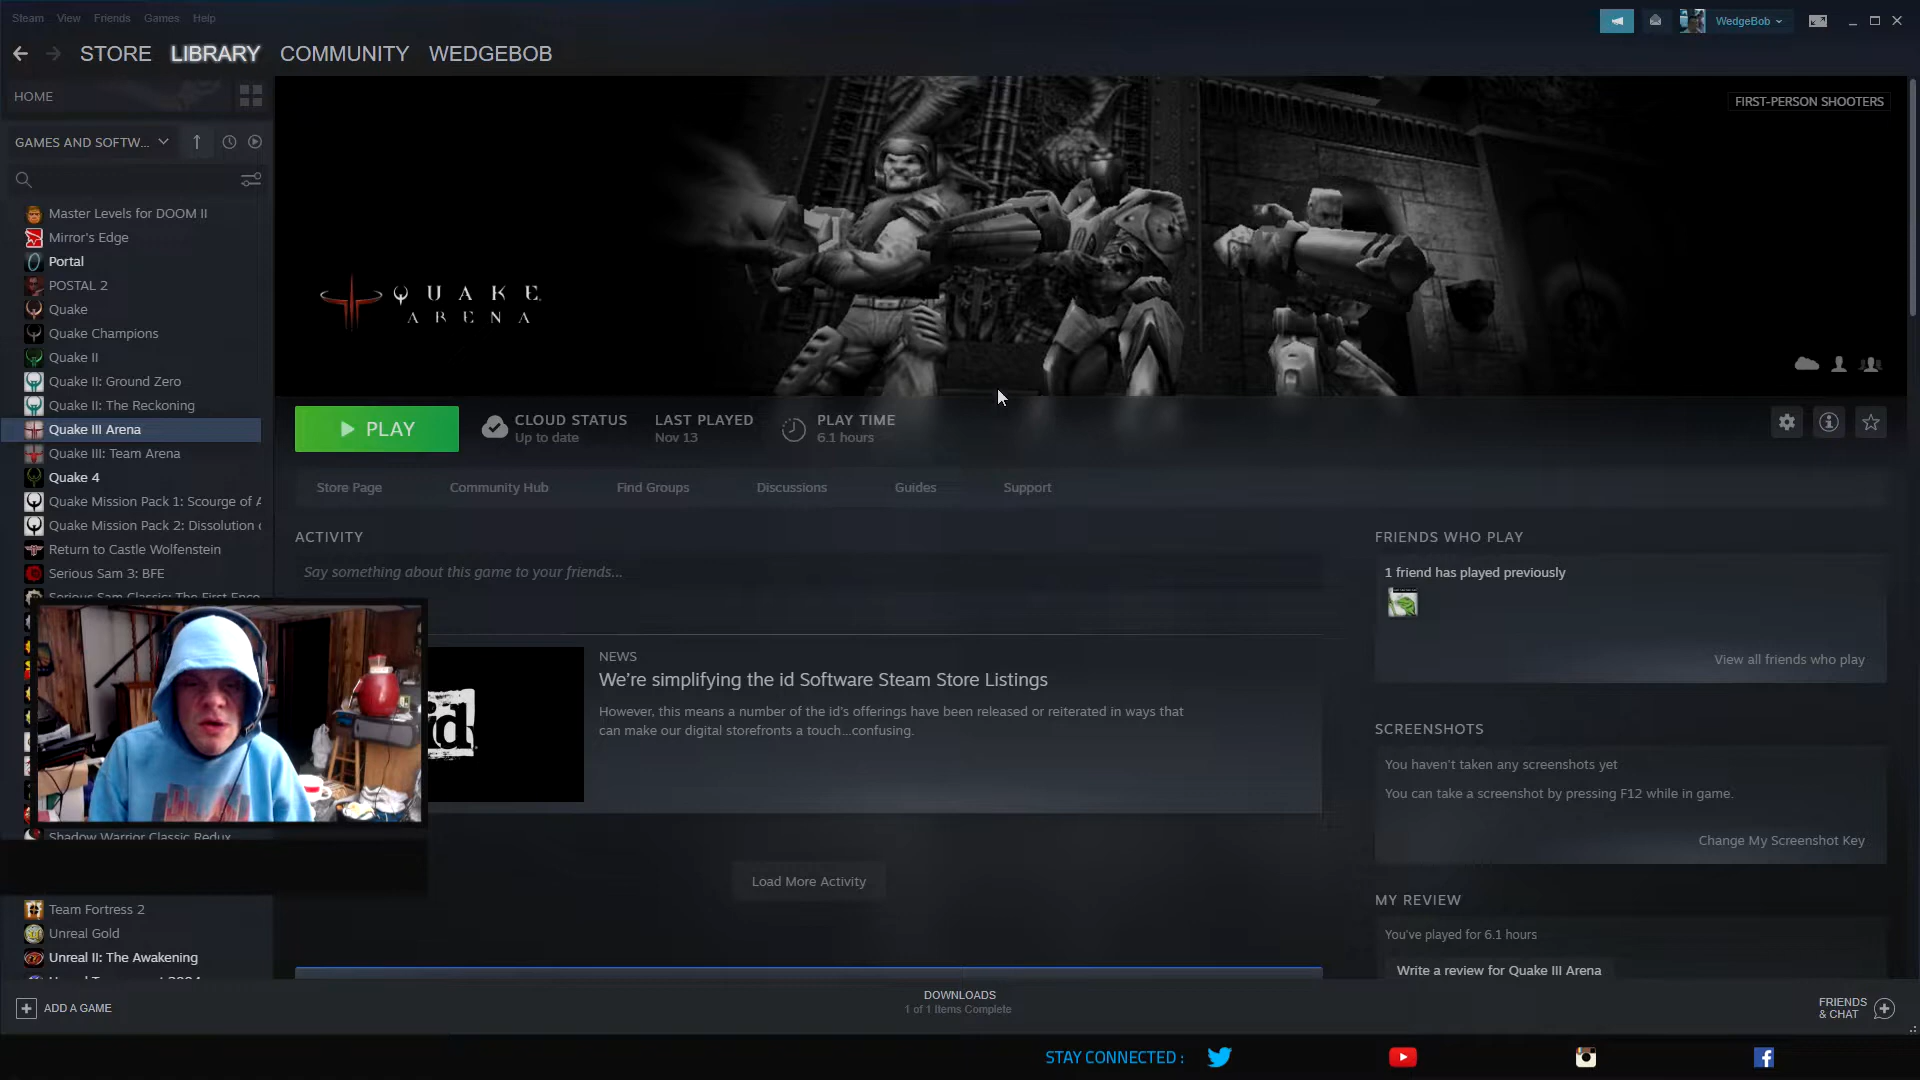 Steam View Friends Games Help
WedgeBob
STORE LIBRARY COMMUNITY WEDGEBOB
HOME
FIRST-PERSON SHOOTERS
GAMES AND SOFTW...
Master Levels for DOOM II
Mirror's Edge
Portal
POSTAL 2
Quake
Quake Champions
Quake II
Quake II: Ground Zero
Quake II: The Reckoning
Quake III Arena
Quake III: Team Arena
Quake 4
Quake Mission Pack 1: Scourge of A
Quake Mission Pack 2: Dissolution
Return to Castle Wolfenstein
Serious Sam 3: BFE
Serious Sam Classic: The First Enco
Shadow Warrior Classic Redux
Team Fortress 2
Unreal Gold
Unreal II: The Awakening
QUAKE
ARENA
PLAY
CLOUD STATUS
Up to date
LAST PLAYED
Nov 13
PLAY TIME
6.1 hours
Store Page Community Hub Find Groups Discussions Guides Support
ACTIVITY
Say something about this game to your friends...
id
NEWS
We're simplifying the id Software Steam Store Listings
However, this means a number of the id's offerings have been released or reiterated in ways that
can make our digital storefronts a touch...confusing.
Load More Activity
FRIENDS WHO PLAY
1 friend has played previously
View all friends who play
SCREENSHOTS
You haven't taken any screenshots yet
You can take a screenshot by pressing F12 while in game.
Change My Screenshot Key
MY REVIEW
You've played for 6.1 hours
Write a review for Quake III Arena
ADD A GAME
DOWNLOADS
1 of 1 Items Complete
FRIENDS
& CHAT
STAY CONNECTED :